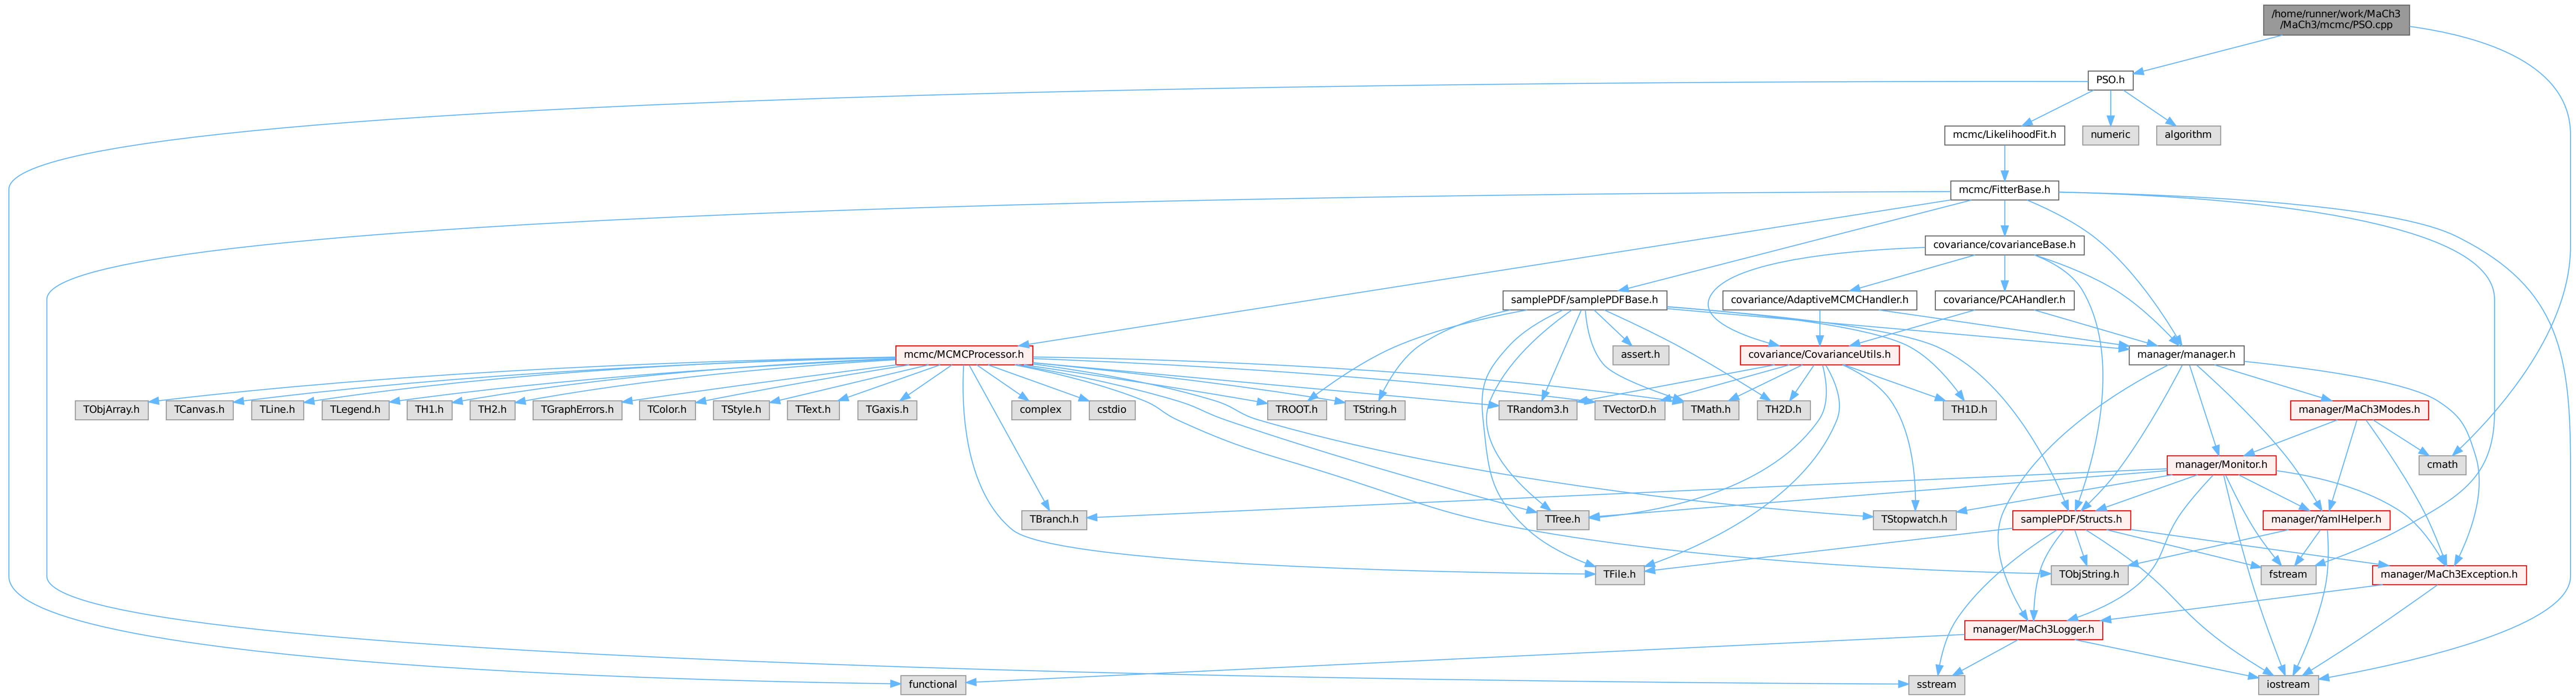 /home/runner/work/MaCh3
/MaCh3/mcmc/PSO.cpp
PSO.h
mcmc/LikelihoodFit.h
numeric
algorithm
mcmc/FitterBase.h
covariance/covarianceBase.h
samplePDF/samplePDFBase.h
covariance/AdaptiveMCMCHandler.h
covariance/PCAHandler.h
mcmc/MCMCProcessor.h
assert.h
covariance/CovarianceUtils.h
manager/manager.h
TObjArray.h
TCanvas.h
TLine.h
TLegend.h
TH1.h
TH2.h
TGraphErrors.h
TColor.h
TStyle.h
TText.h
TGaxis.h
complex
cstdio
TROOT.h
TString.h
TRandom3.h
TVectorD.h
TMath.h
TH2D.h
TH1D.h
manager/MaCh3Modes.h
manager/Monitor.h
cmath
TBranch.h
TTree.h
TStopwatch.h
samplePDF/Structs.h
manager/YamlHelper.h
TFile.h
TObjString.h
fstream
manager/MaCh3Exception.h
manager/MaCh3Logger.h
functional
sstream
iostream